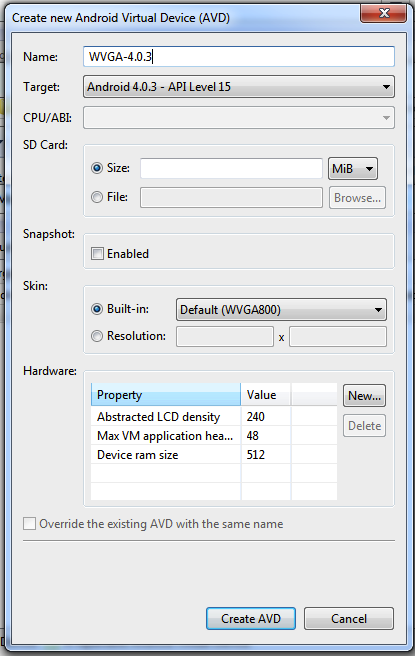 Create new Android Virtual Device (AVD)
Name: WVGA-4.0.3
Target: Android 4.0.3 - API Level 15
CPU/ABI:
SD Card:
Size: MiB
File: Browse...
Snapshot:
Enabled
Skin:
Built-in: Default (WVGA800)
Resolution: x
Hardware:
Property Value New...
Abstracted LCD density 240
Max VM application hea... 48 Delete
Device ram size 512
Override the existing AVD with the same name
Create AVD Cancel